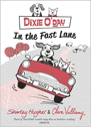 DIXIE O'DAY
In the Fast Lane
Shirley Hughes & Clara Vulliamy